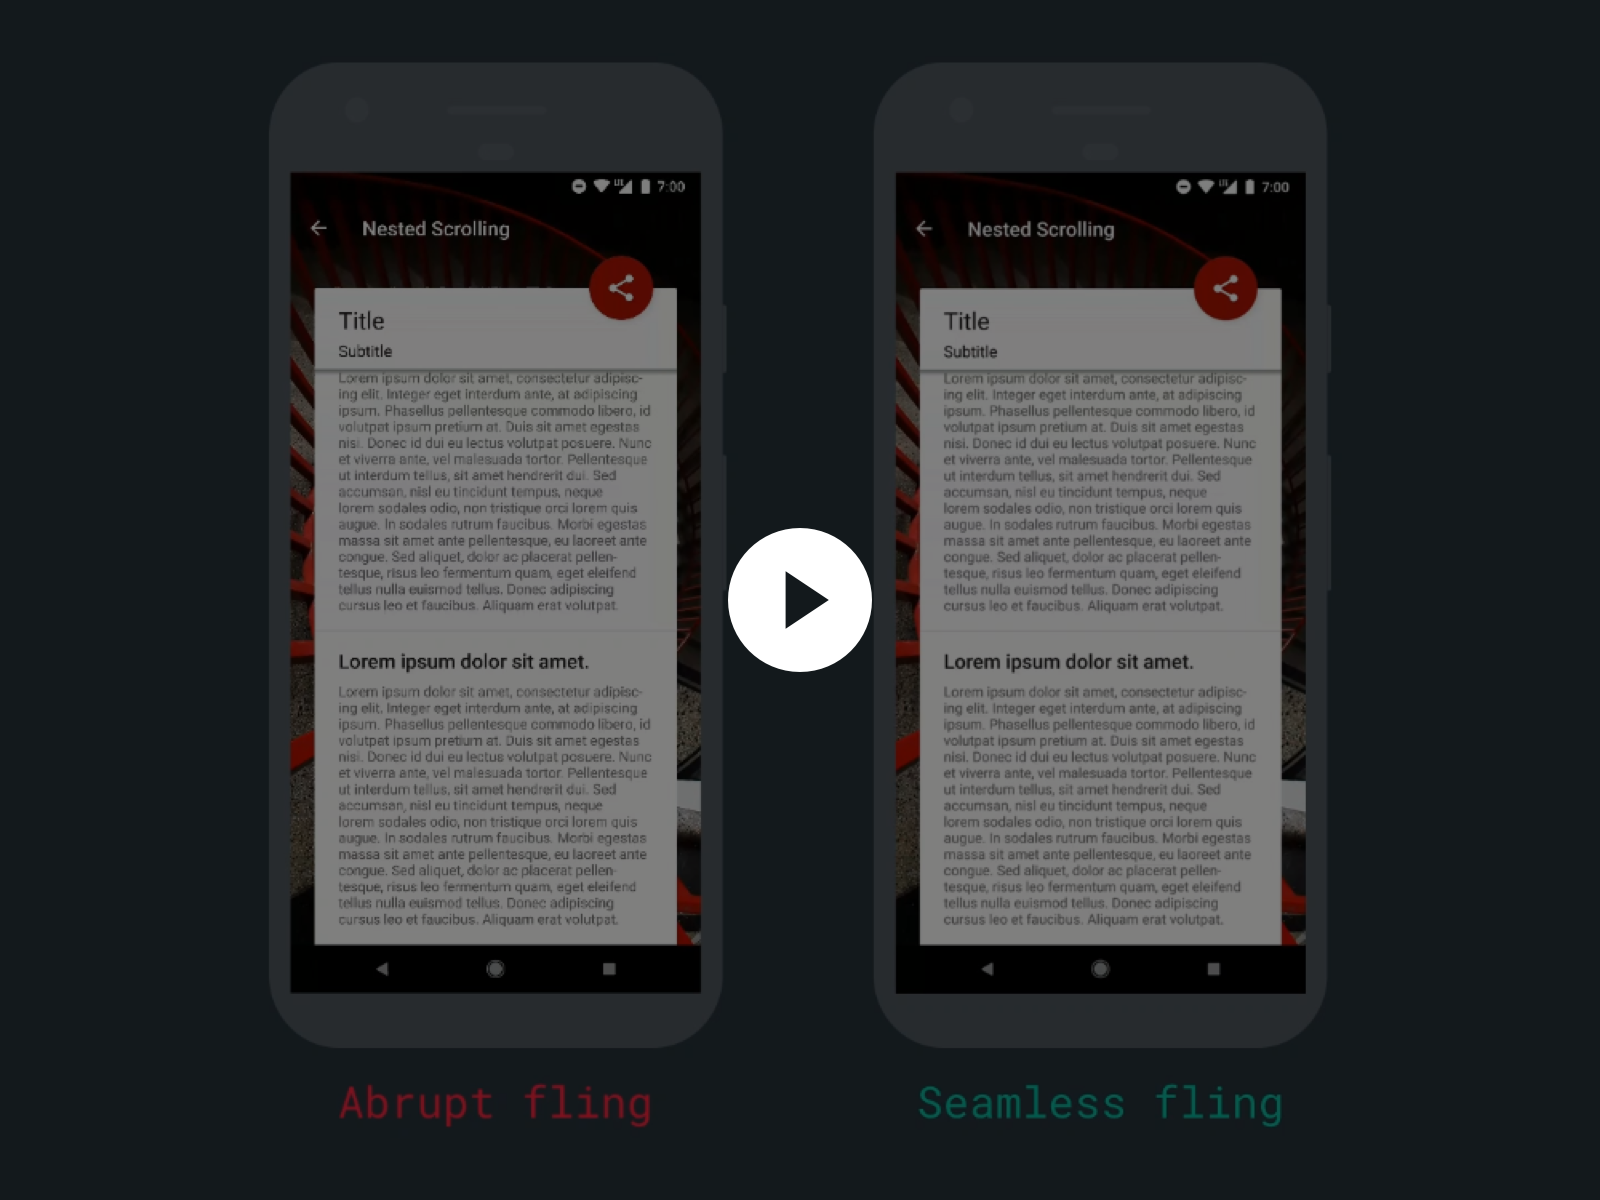 LTE 7:00
Nested Scrolling
Title
Subtitle
Lorem ipsum dolor sit amet, consectetur adipisc-
ing elit. Integer eget interdum ante, at adipiscing
ipsum. Phasellus pellentesque commodo libero, id
volutpat ipsum pretium at. Duis sit amet egestas
nisi. Donec id dui eu lectus volutpat posuere. Nunc
et viverra ante, vel malesuada tortor. Pellentesque
ut interdum tellus, sit amet hendrerit dui. Sed
accumsan, nisl eu tincidunt tempus, neque
lorem sodales odio, non tristique orci lorem quis
augue. In sodales rutrum faucibus. Morbi egestas
massa sit amet ante pellentesque, eu laoreet ante
congue. Sed aliquet, dolor ac placerat pellen-
tesque, risus leo fermentum quam, eget eleifend
tellus nulla euismod tellus. Donec adipiscing
cursus leo et faucibus. Aliquam erat volutpat.
Lorem ipsum dolor sit amet.
Lorem ipsum dolor sit amet, consectetur adipisc-
ing elit. Integer eget interdum ante, at adipiscing
ipsum. Phasellus pellentesque commodo libero, id
volutpat ipsum pretium at. Duis sit amet egestas
nisi. Donec id dui eu lectus volutpat posuere. Nunc
et viverra ante, vel malesuada tortor. Pellentesque
ut interdum tellus, sit amet hendrerit dui. Sed
accumsan, nisl eu tincidunt tempus, neque
lorem sodales odio, non tristique orci lorem quis
augue. In sodales rutrum faucibus. Morbi egestas
massa sit amet ante pellentesque, eu laoreet ante
congue. Sed aliquet, dolor ac placerat pellen-
tesque, risus leo fermentum quam, eget eleifend
tellus nulla euismod tellus. Donec adipiscing
cursus leo et faucibus. Aliquam erat volutpat.
Abrupt fling
LTE 7:00
Nested Scrolling
Title
Subtitle
Lorem ipsum dolor sit amet, consectetur adipisc-
ing elit. Integer eget interdum ante, at adipiscing
ipsum. Phasellus pellentesque commodo libero, id
volutpat ipsum pretium at. Duis sit amet egestas
nisi. Donec id dui eu lectus volutpat posuere. Nunc
et viverra ante, vel malesuada tortor. Pellentesque
ut interdum tellus, sit amet hendrerit dui. Sed
accumsan, nisl eu tincidunt tempus, neque
lorem sodales odio, non tristique orci lorem quis
augue. In sodales rutrum faucibus. Morbi egestas
massa sit amet ante pellentesque, eu laoreet ante
congue. Sed aliquet, dolor ac placerat pellen-
tesque, risus leo fermentum quam, eget eleifend
tellus nulla euismod tellus. Donec adipiscing
cursus leo et faucibus. Aliquam erat volutpat.
Lorem ipsum dolor sit amet.
Lorem ipsum dolor sit amet, consectetur adipisc-
ing elit. Integer eget interdum ante, at adipiscing
ipsum. Phasellus pellentesque commodo libero, id
volutpat ipsum pretium at. Duis sit amet egestas
nisi. Donec id dui eu lectus volutpat posuere. Nunc
et viverra ante, vel malesuada tortor. Pellentesque
ut interdum tellus, sit amet hendrerit dui. Sed
accumsan, nisl eu tincidunt tempus, neque
lorem sodales odio, non tristique orci lorem quis
augue. In sodales rutrum faucibus. Morbi egestas
massa sit amet ante pellentesque, eu laoreet ante
congue. Sed aliquet, dolor ac placerat pellen-
tesque, risus leo fermentum quam, eget eleifend
tellus nulla euismod tellus. Donec adipiscing
cursus leo et faucibus. Aliquam erat volutpat.
Seamless fling